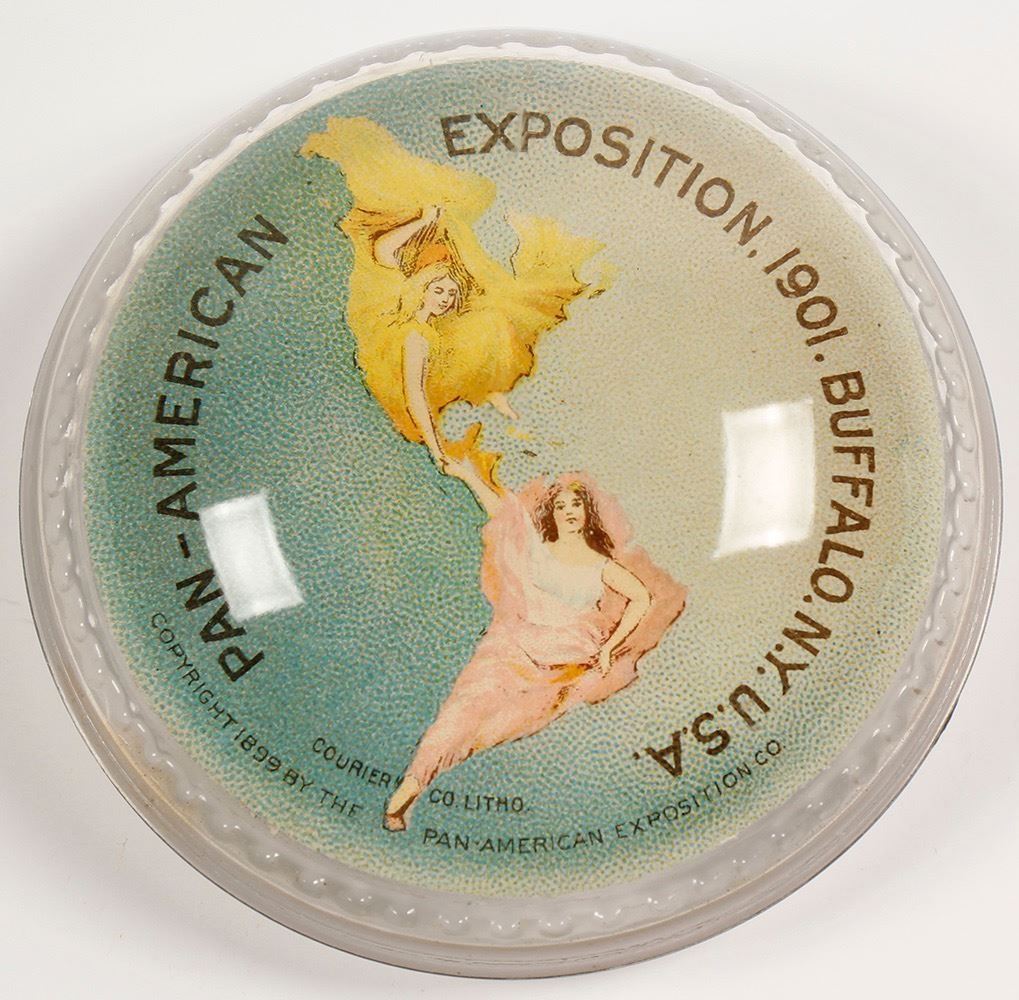 PAN-AMERICAN EXPOSITION, 1901. BUFFALO. N.Y. U.S.A.
COURIER CO. LITHO.
COPYRIGHT 1899 BY THE PAN-AMERICAN EXPOSITION CO.